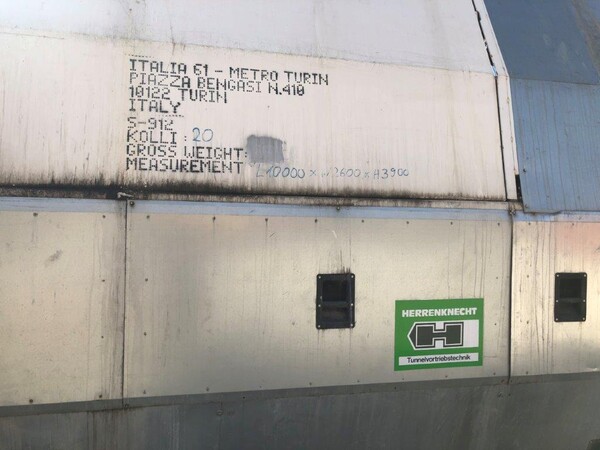 ITALIA 61 - METRO TURIN
PIAZZA BENGASI N.410
10122 TURIN
ITALY
S-912
KOLLI : 20
GROSS WEIGHT:
MEASUREMENT L10000 x W2600 x H3900
HERRENKNECHT
H
Tunnelvortriebstechnik